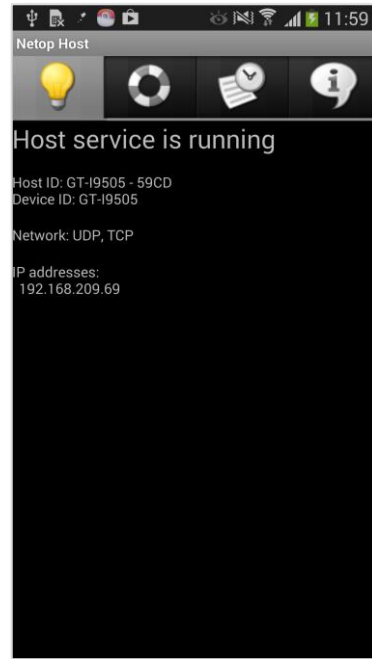 11:59
Netop Host
Host service is running
Host ID: GT-I9505 - 59CD
Device ID: GT-I9505
Network: UDP, TCP
IP addresses:
192.168.209.69